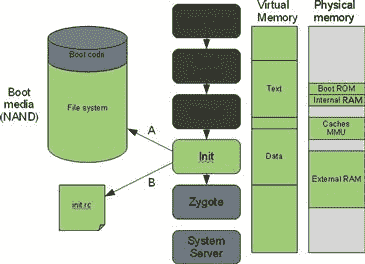 Virtual
Memory
Physical
memory
Boot code
Boot
media
(NAND)
File system
Text
Boot ROM
Internal RAM
Caches
MMU
A
Init
Data
External RAM
B
init.rc
Zygote
System
Server